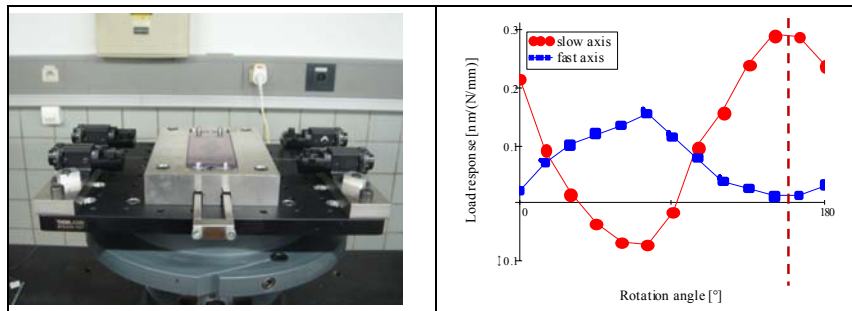 0.3
slow axis
fast axis
0.2
0.1
0
180
0.1
Load response [nm/(N/mm)]
Rotation angle [°]